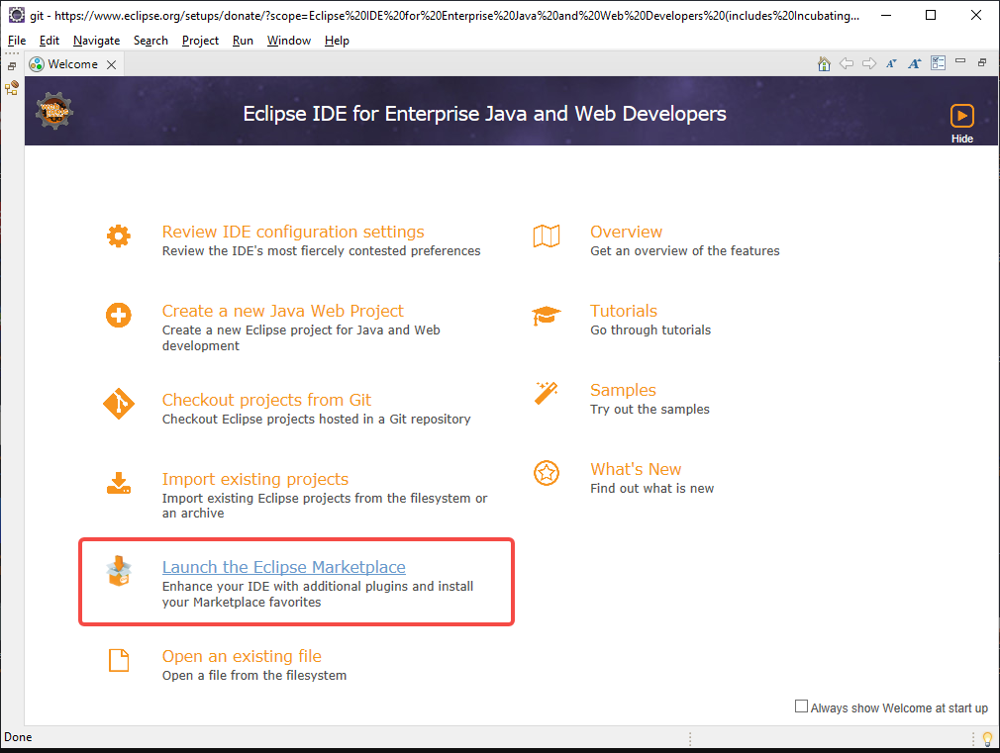 git - https://www.eclipse.org/setups/donate/?scope=Eclipse%20IDE%20for%20Enterprise%20Java%20and%20Web%20Developers%20(includes%20Incubating...
File Edit Navigate Search Project Run Window Help
Welcome
Eclipse IDE for Enterprise Java and Web Developers
Hide
Review IDE configuration settings
Review the IDE's most fiercely contested preferences
Create a new Java Web Project
Create a new Eclipse project for Java and Web
development
Checkout projects from Git
Checkout Eclipse projects hosted in a Git repository
Import existing projects
Import existing Eclipse projects from the filesystem or
an archive
Launch the Eclipse Marketplace
Enhance your IDE with additional plugins and install
your Marketplace favorites
Open an existing file
Open a file from the filesystem
Overview
Get an overview of the features
Tutorials
Go through tutorials
Samples
Try out the samples
What's New
Find out what is new
Always show Welcome at start up
Done